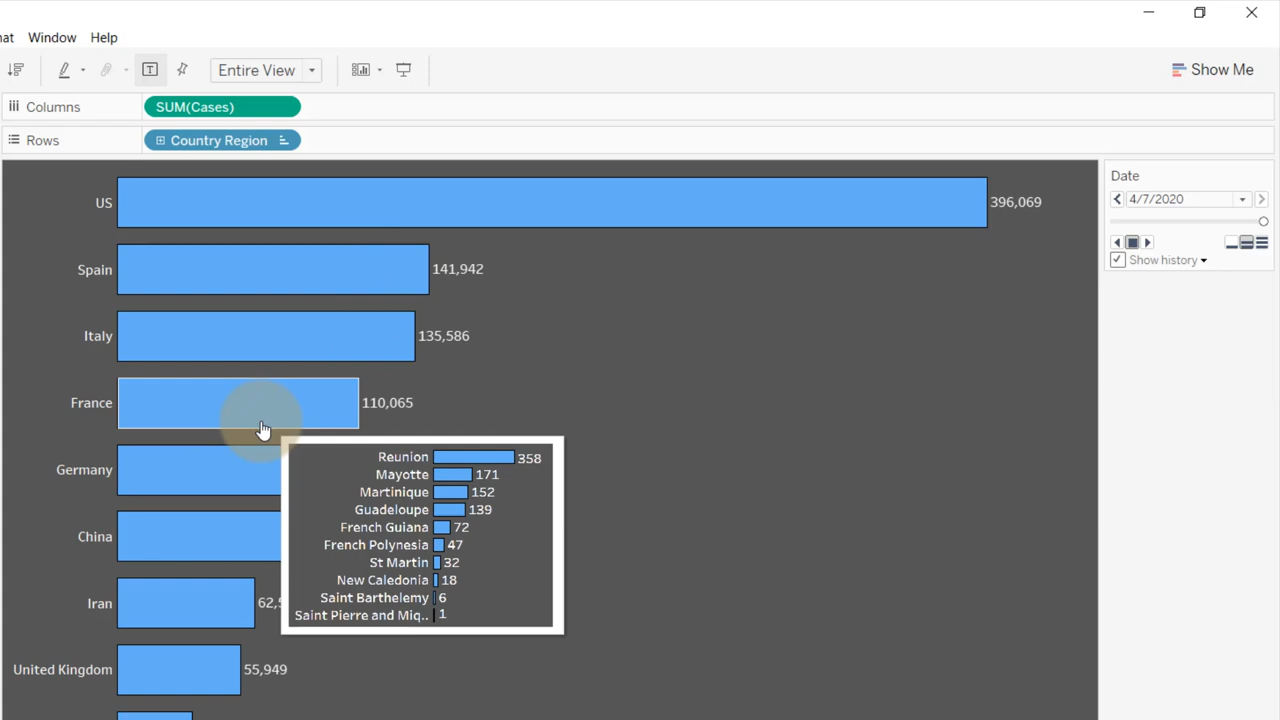 at Window Help
Entire View
Show Me
Columns SUM(Cases)
Rows Country Region
Date
4/7/2020
Show history
US 396,069
Spain 141,942
Italy 135,586
France 110,065
Germany
China
Iran 62,5
United Kingdom 55,949
Reunion 358
Mayotte 171
Martinique 152
Guadeloupe 139
French Guiana 72
French Polynesia 47
St Martin 32
New Caledonia 18
Saint Barthelemy 6
Saint Pierre and Miq.. 1